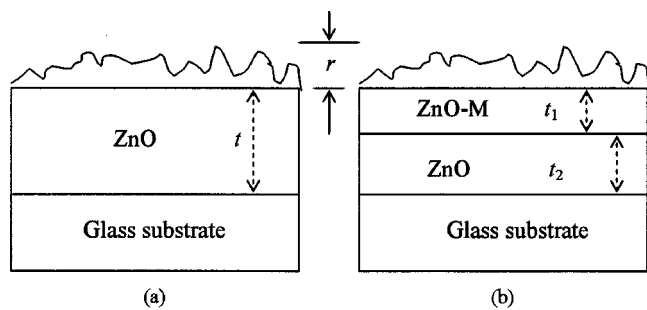 r
ZnO
t
Glass substrate
(a)
ZnO-M
t₁
ZnO
t₂
Glass substrate
(b)